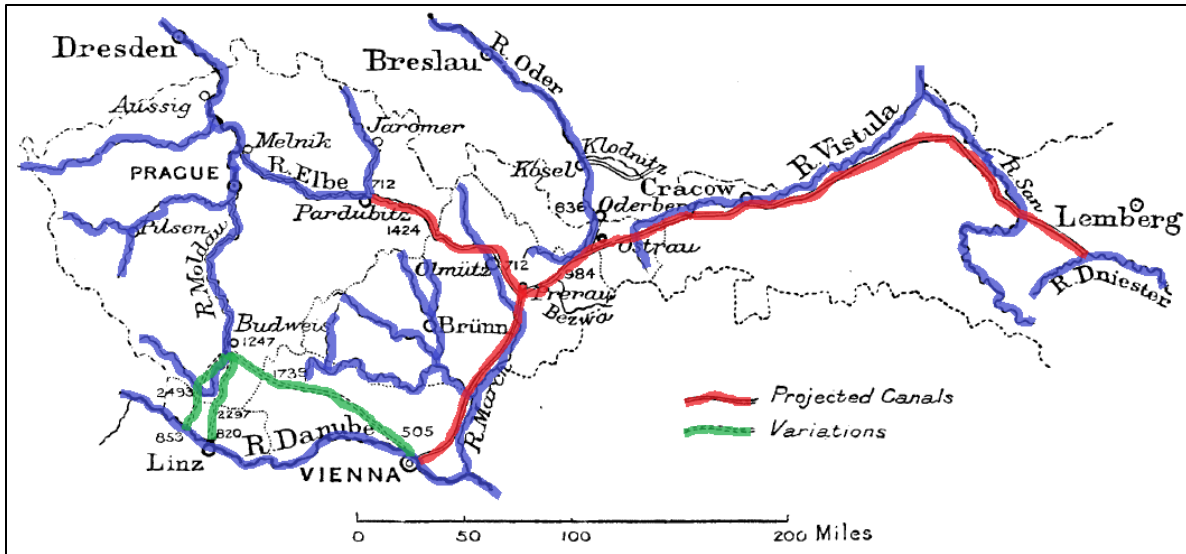 Dresden
Breslau
R. Oder
Aussig
Melnik
Jaromer
Klodnitz
Kosel
R. Vistula
PRAGUE
R. Elbe
712
Cracow
R. San
Pardubitz
836
Oderberg
Lemberg
1424
Pilsen
Ostrau
Olmütz
712
984
R. Moldau
Prerau
R. Dniester
Bezwa
Budweis
Brünn
1247
1739
2493
R. March
Projected Canals
2297
853
820
R. Danube
505
Variations
Linz
VIENNA
0
50
100
200 Miles